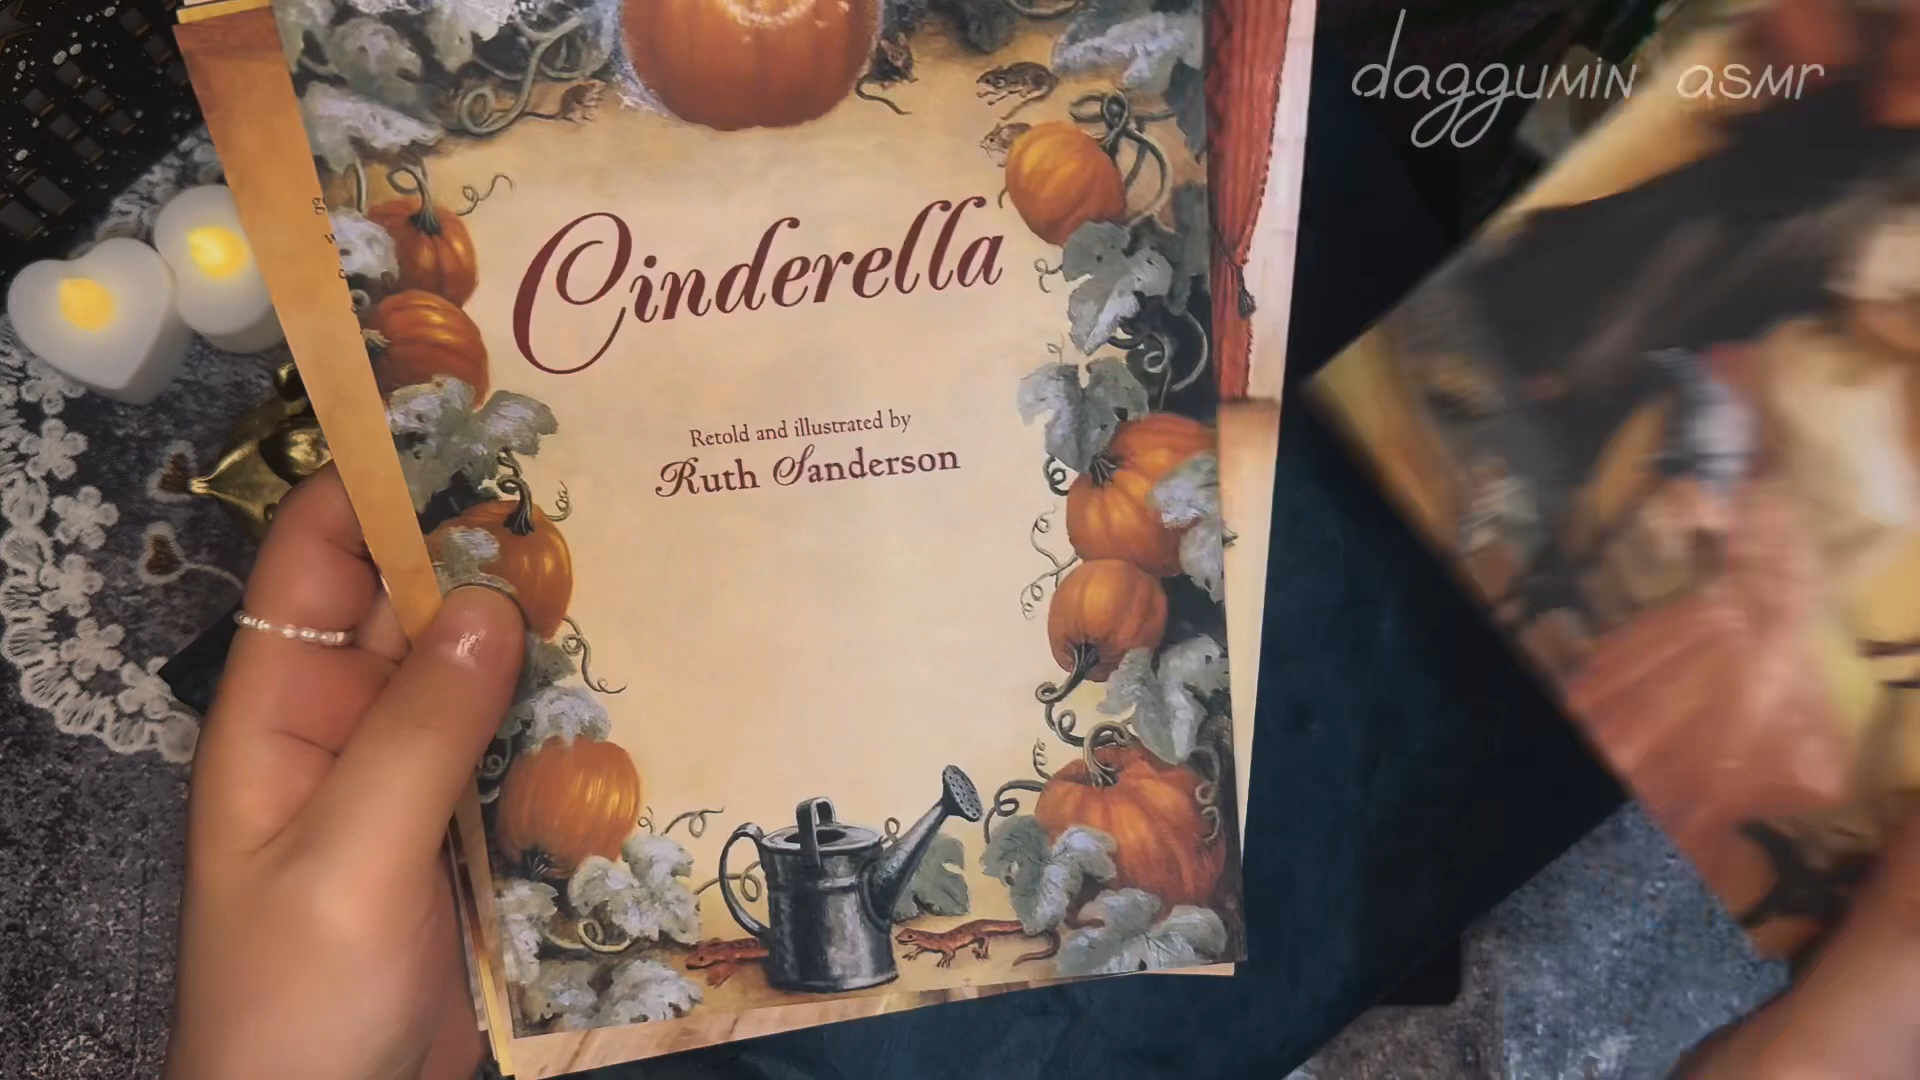 daggumin asmr
Cinderella
Retold and illustrated by
Ruth Sanderson